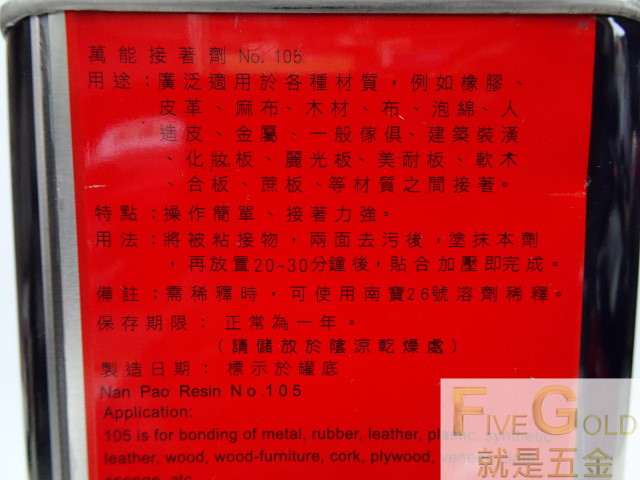 萬能接著劑 No. 105
用途：廣泛適用於各種材質，例如橡膠、
皮革、麻布、木材、布、泡綿、人
造皮、金屬、一般傢俱、建築裝潢
、化妝板、麗光板、美耐板、軟木
、合板、蔗板、等材質之間接著。
特點：操作簡單、接著力強。
用法：將被粘接物，兩面去污後，塗抹本劑
，再放置20-30分鐘後，貼合加壓即完成。
備註：需稀釋時，可使用南寶26號溶劑稀釋。
保存期限：正常為一年。
（請儲放於陰涼乾燥處）
製造日期：標示於罐底
Nan Pao Resin No.105
Application:
105 is for bonding of metal, rubber, leather, plastic, synthetic
leather, wood, wood-furniture, cork, plywood,
FIVE GOLD
就是五金